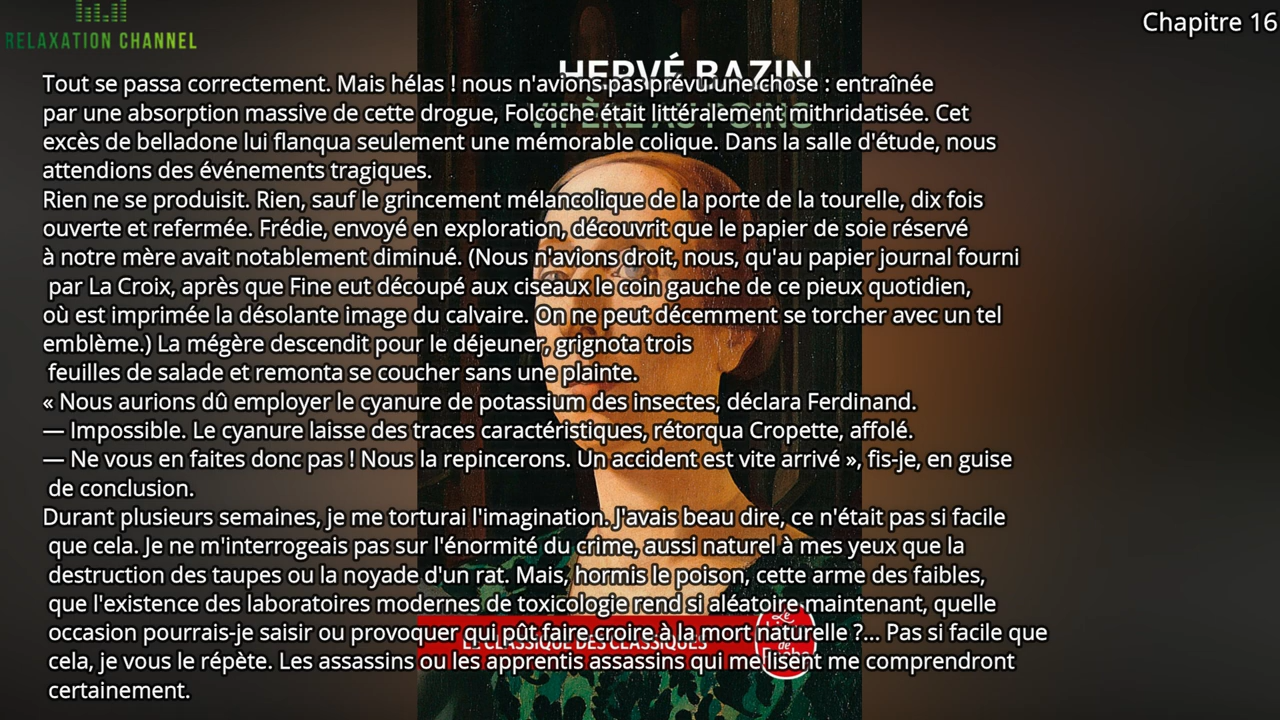 RELAXATION CHANNEL
Chapitre 16
HERVÉ BAZIN
VIPÈRE AU POING
Tout se passa correctement. Mais hélas ! nous n'avions pas prévu une chose : entraînée
par une absorption massive de cette drogue, Folcoche était littéralement mithridatisée. Cet
excès de belladone lui flanqua seulement une mémorable colique. Dans la salle d'étude, nous
attendions des événements tragiques.
Rien ne se produisit. Rien, sauf le grincement mélancolique de la porte de la tourelle, dix fois
ouverte et refermée. Frédie, envoyé en exploration, découvrit que le papier de soie réservé
à notre mère avait notablement diminué. (Nous n'avions droit, nous, qu'au papier journal fourni
par La Croix, après que Fine eut découpé aux ciseaux le coin gauche de ce pieux quotidien,
où est imprimée la désolante image du calvaire. On ne peut décemment se torcher avec un tel
emblème.) La mégère descendit pour le déjeuner, grignota trois
feuilles de salade et remonta se coucher sans une plainte.
« Nous aurions dû employer le cyanure de potassium des insectes, déclara Ferdinand.
— Impossible. Le cyanure laisse des traces caractéristiques, rétorqua Cropette, affolé.
— Ne vous en faites donc pas ! Nous la repincerons. Un accident est vite arrivé », fis-je, en guise
de conclusion.
Durant plusieurs semaines, je me torturai l'imagination. J'avais beau dire, ce n'était pas si facile
que cela. Je ne m'interrogeais pas sur l'énormité du crime, aussi naturel à mes yeux que la
destruction des taupes ou la noyade d'un rat. Mais, hormis le poison, cette arme des faibles,
que l'existence des laboratoires modernes de toxicologie rend si aléatoire maintenant, quelle
occasion pourrais-je saisir ou provoquer qui pût faire croire à la mort naturelle ?... Pas si facile que
cela, je vous le répète. Les assassins ou les apprentis assassins qui me lisent me comprendront
certainement.
LE CLASSIQUE DES CLASSIQUES
Le
de